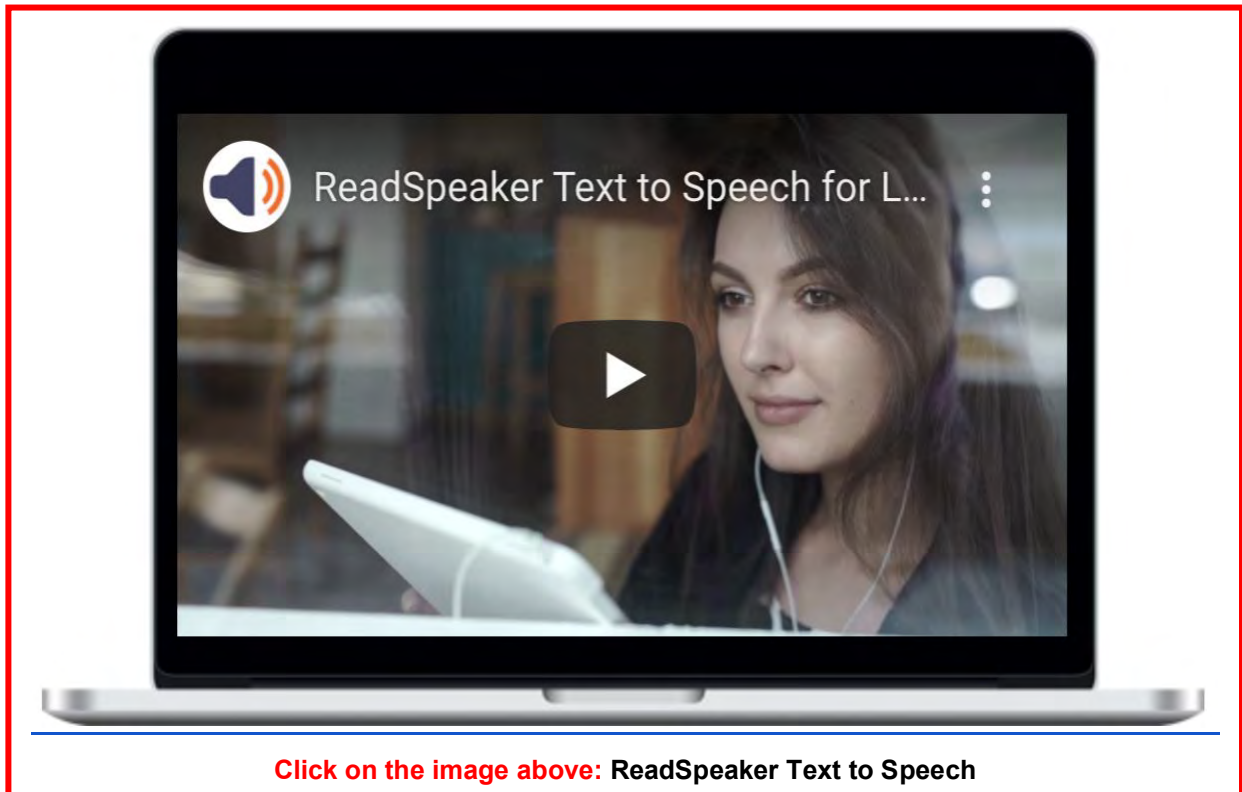 ReadSpeaker Text to Speech for L...
Click on the image above: ReadSpeaker Text to Speech